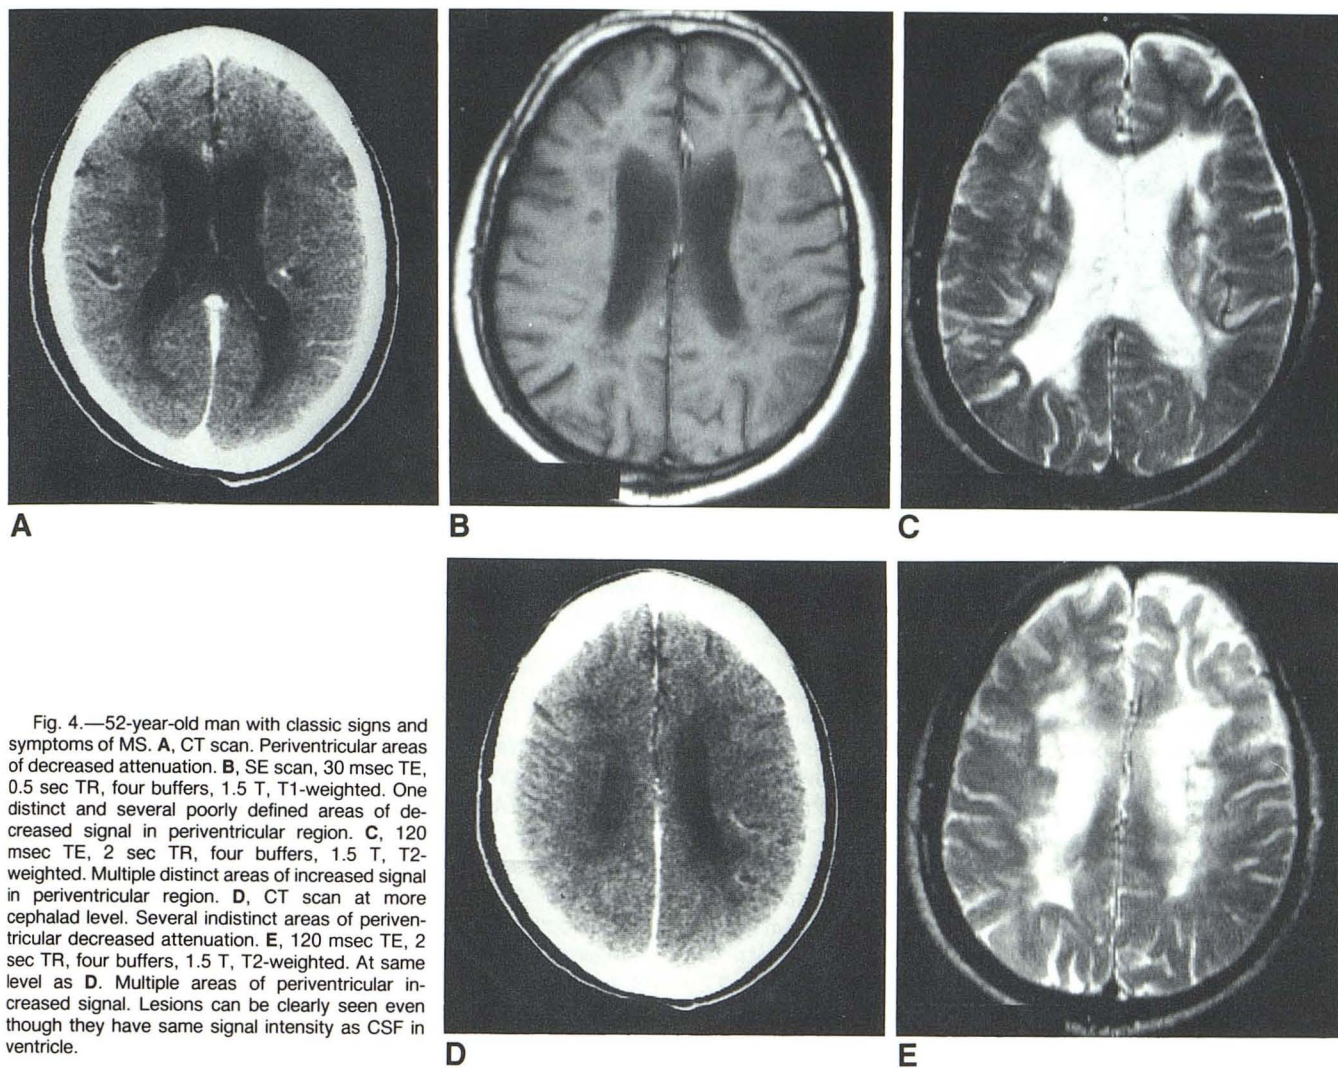 A
B
C
Fig. 4.—52-year-old man with classic signs and
symptoms of MS. A, CT scan. Periventricular areas
of decreased attenuation. B, SE scan, 30 msec TE,
0.5 sec TR, four buffers, 1.5 T, T1-weighted. One
distinct and several poorly defined areas of de-
creased signal in periventricular region. C, 120
msec TE, 2 sec TR, four buffers, 1.5 T, T2-
weighted. Multiple distinct areas of increased signal
in periventricular region. D, CT scan at more
cephalad level. Several indistinct areas of periven-
tricular decreased attenuation. E, 120 msec TE, 2
sec TR, four buffers, 1.5 T, T2-weighted. At same
level as D. Multiple areas of periventricular in-
creased signal. Lesions can be clearly seen even
though they have same signal intensity as CSF in
ventricle.
D
E